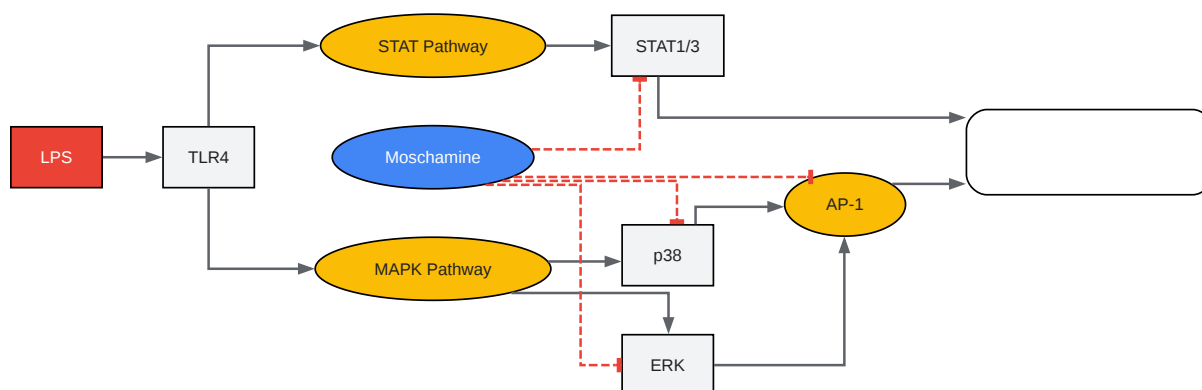 STAT Pathway
STAT1/3
LPS
TLR4
Moschamine
AP-1
MAPK Pathway
p38
ERK